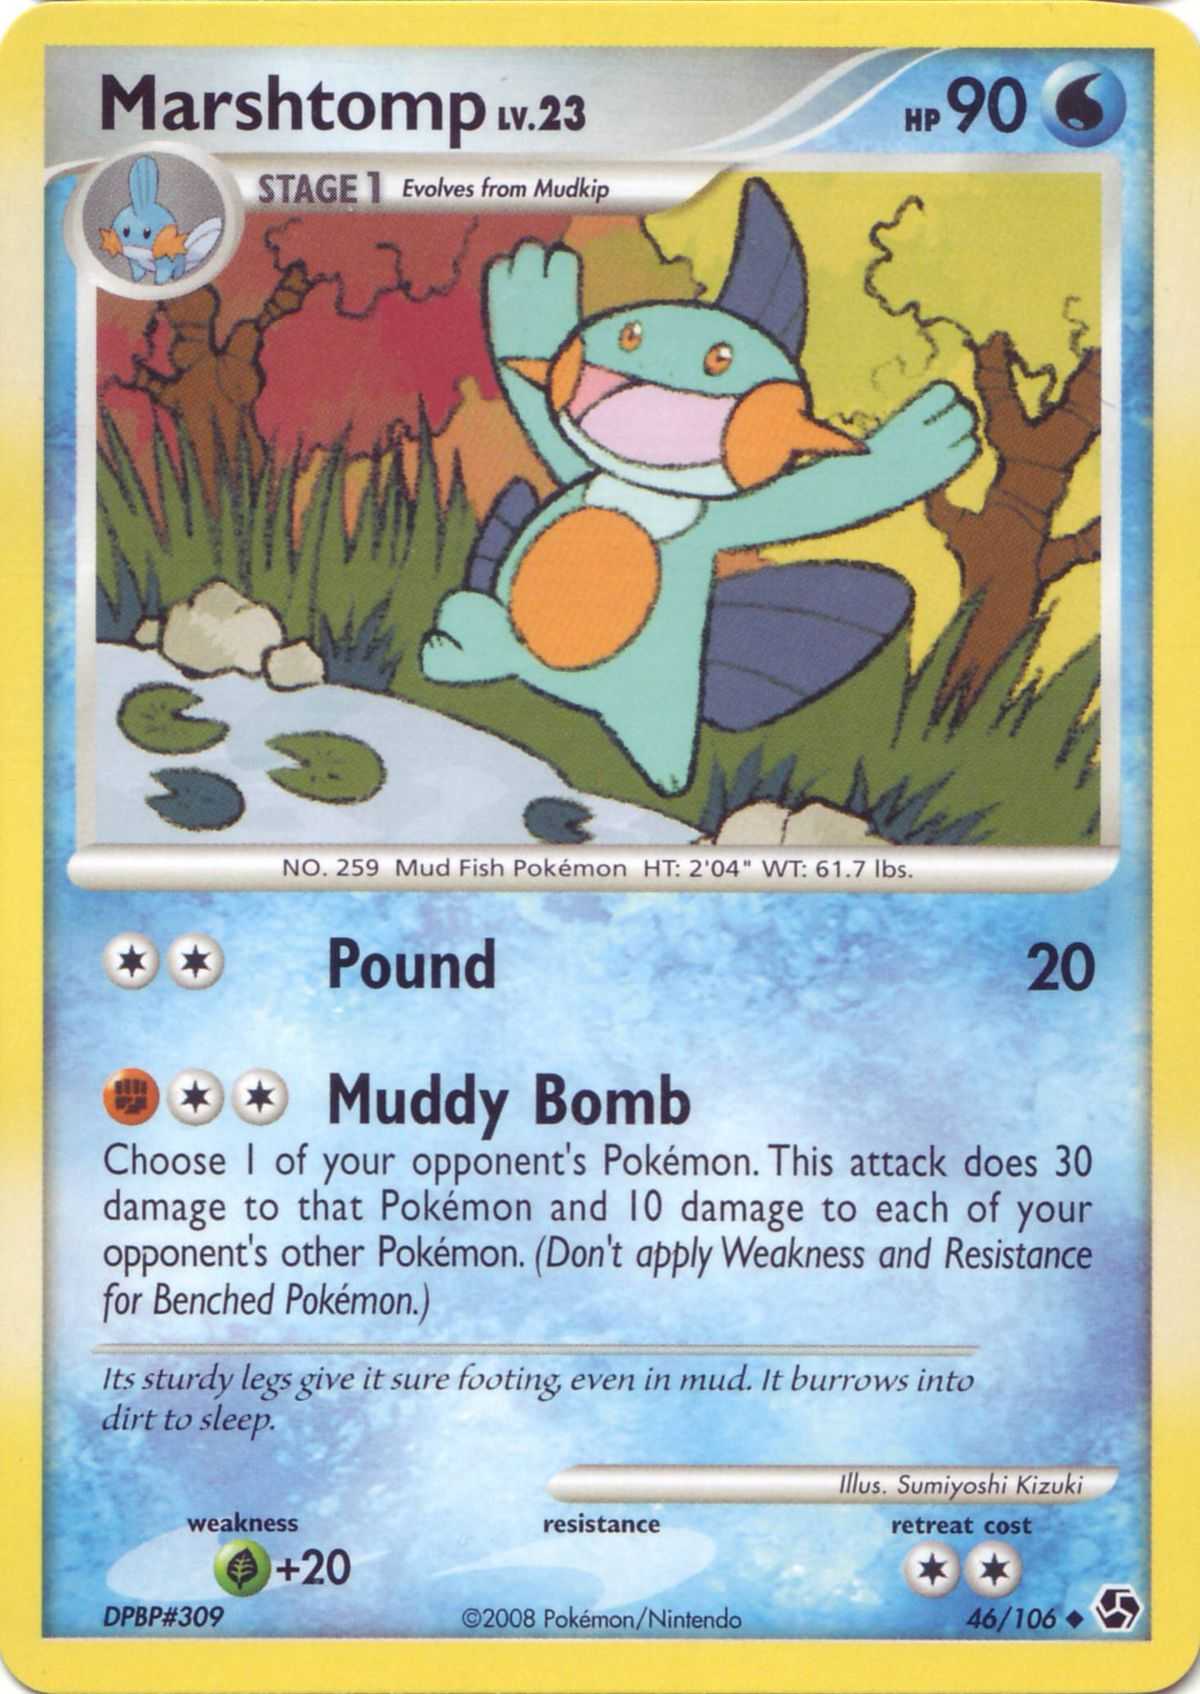 Marshtomp LV.23
HP 90
STAGE 1 Evolves from Mudkip
NO. 259 Mud Fish Pokémon HT: 2'04" WT: 61.7 lbs.
Pound 20
Muddy Bomb
Choose 1 of your opponent's Pokémon. This attack does 30
damage to that Pokémon and 10 damage to each of your
opponent's other Pokémon. (Don't apply Weakness and Resistance
for Benched Pokémon.)
Its sturdy legs give it sure footing, even in mud. It burrows into
dirt to sleep.
Illus. Sumiyoshi Kizuki
weakness resistance retreat cost
+20
DPBP#309 ©2008 Pokémon/Nintendo 46/106